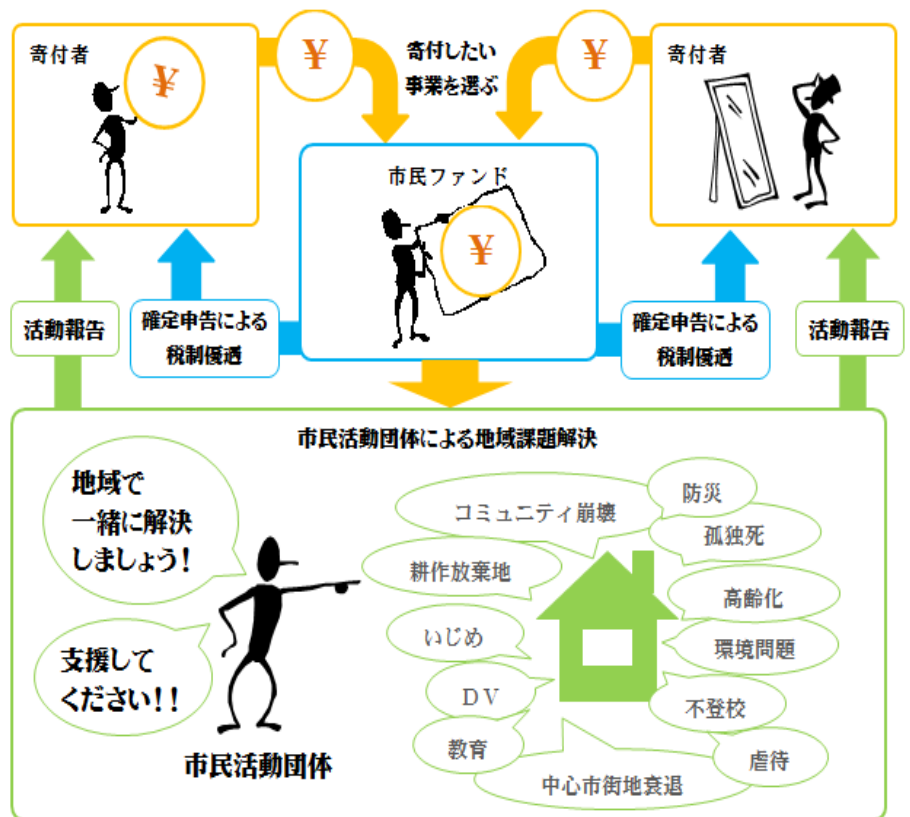 寄付者
¥
¥
寄付したい
事業を選ぶ
¥
寄付者
市民ファンド
¥
活動報告
確定申告による
税制優遇
確定申告による
税制優遇
活動報告
市民活動団体による地域課題解決
地域で
一緒に解決
しましょう!
支援して
ください!!
市民活動団体
コミュニティ崩壊
防災
孤独死
耕作放棄地
高齢化
いじめ
環境問題
DV
不登校
教育
虐待
中心市街地衰退